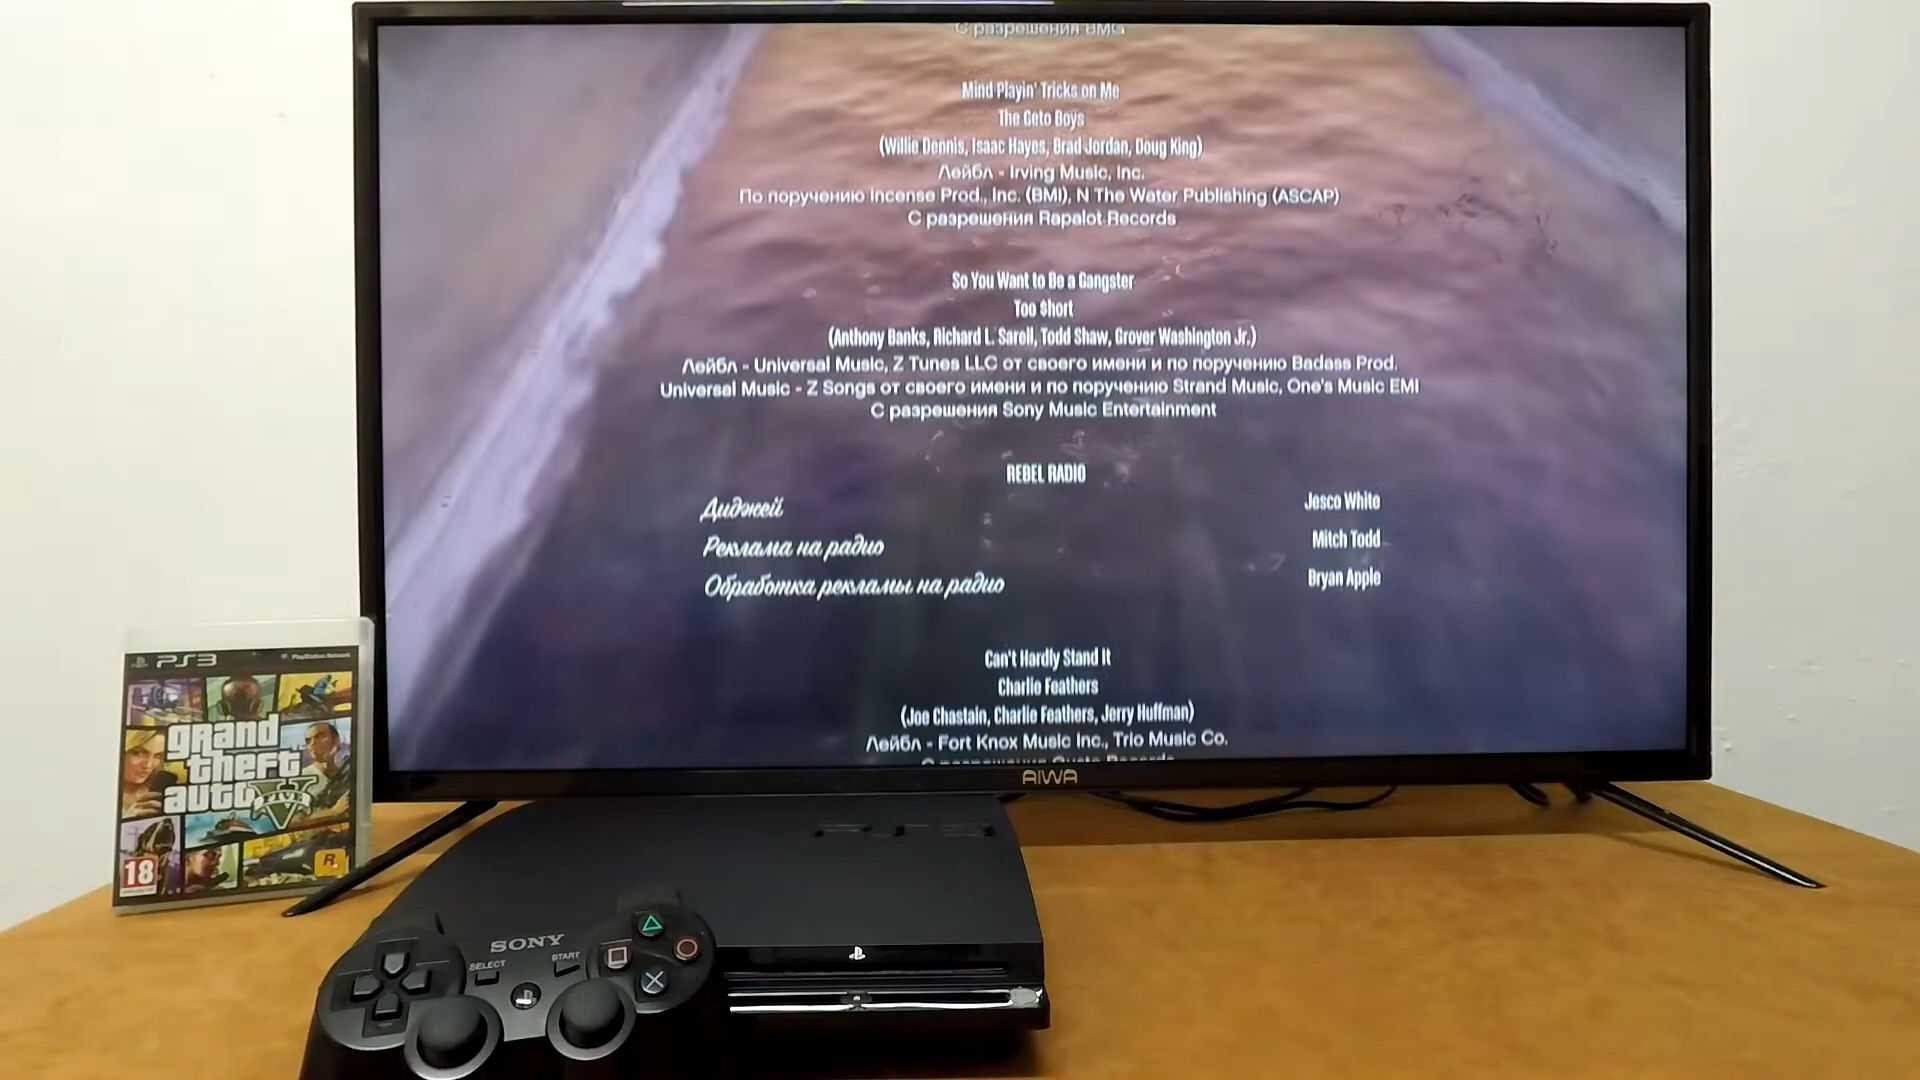 С разрешения BMG
Mind Playin' Tricks on Me
The Geto Boys
(Willie Dennis, Isaac Hayes, Brad Jordan, Doug King)
Лейбл - Irving Music, Inc.
По поручению Incense Prod., Inc. (BMI), N The Water Publishing (ASCAP)
С разрешения Rapalot Records
So You Want to Be a Gangster
Too $hort
(Anthony Banks, Richard L. Sarell, Todd Shaw, Grover Washington Jr.)
Лейбл - Universal Music, Z Tunes LLC от своего имени и по поручению Badass Prod.
Universal Music - Z Songs от своего имени и по поручению Strand Music, One's Music EMI
С разрешения Sony Music Entertainment
REBEL RADIO
Диджей Jesco White
Реклама на радио Mitch Todd
Обработка рекламы на радио Bryan Apple
Can't Hardly Stand It
Charlie Feathers
(Joe Chastain, Charlie Feathers, Jerry Huffman)
Лейбл - Fort Knox Music Inc., Trio Music Co.
AIWA
PS3
PlayStation Network
grand
theft
auto
V
FIVE
18
R
PS3
SONY
SELECT
START